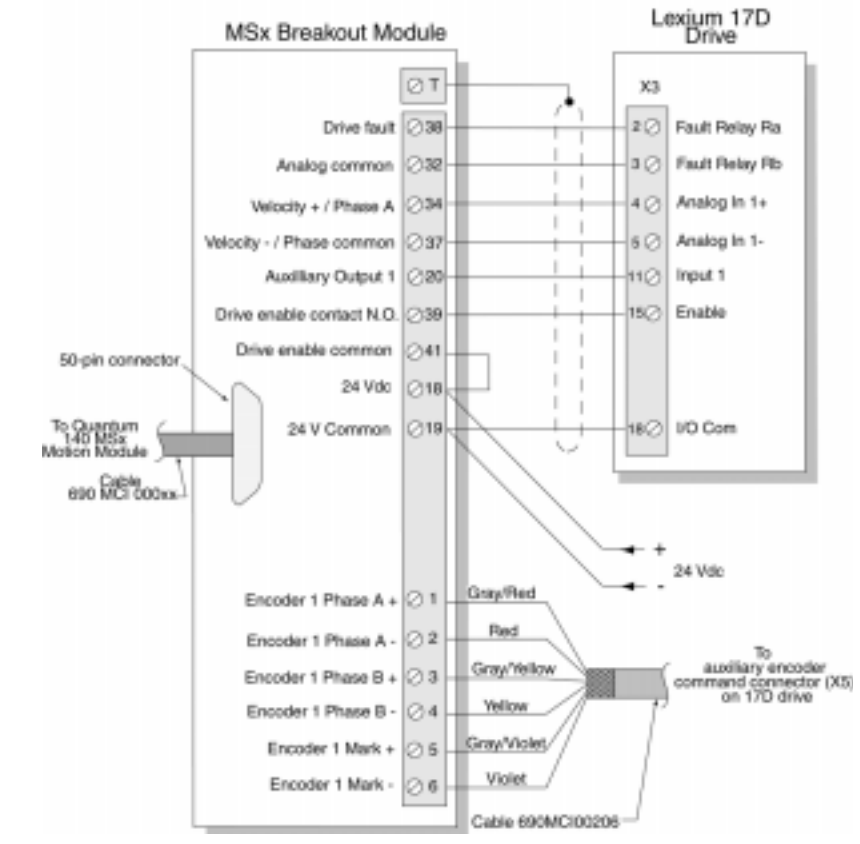 MSx Breakout Module
Lexium 17D
Drive
T
X3
Drive fault 38
2 Fault Relay Ra
Analog common 32
3 Fault Relay Rb
Velocity + / Phase A 34
4 Analog In 1+
Velocity - / Phase common 37
5 Analog In 1-
Auxilliary Output 1 20
11 Input 1
Drive enable contact N.O. 39
15 Enable
Drive enable common 41
24 Vdc 18
24 V Common 19
18 I/O Com
50-pin connector
To Quantum
140 MSx
Motion Module
Cable
690 MCI 000xx
+
24 Vdc
-
Encoder 1 Phase A + 1 Gray/Red
Encoder 1 Phase A - 2 Red
Encoder 1 Phase B + 3 Gray/Yellow
Encoder 1 Phase B - 4 Yellow
Encoder 1 Mark + 5 Gray/Violet
Encoder 1 Mark - 6 Violet
To
auxiliary encoder
command connector (X5)
on 17D drive
Cable 690MCI00206